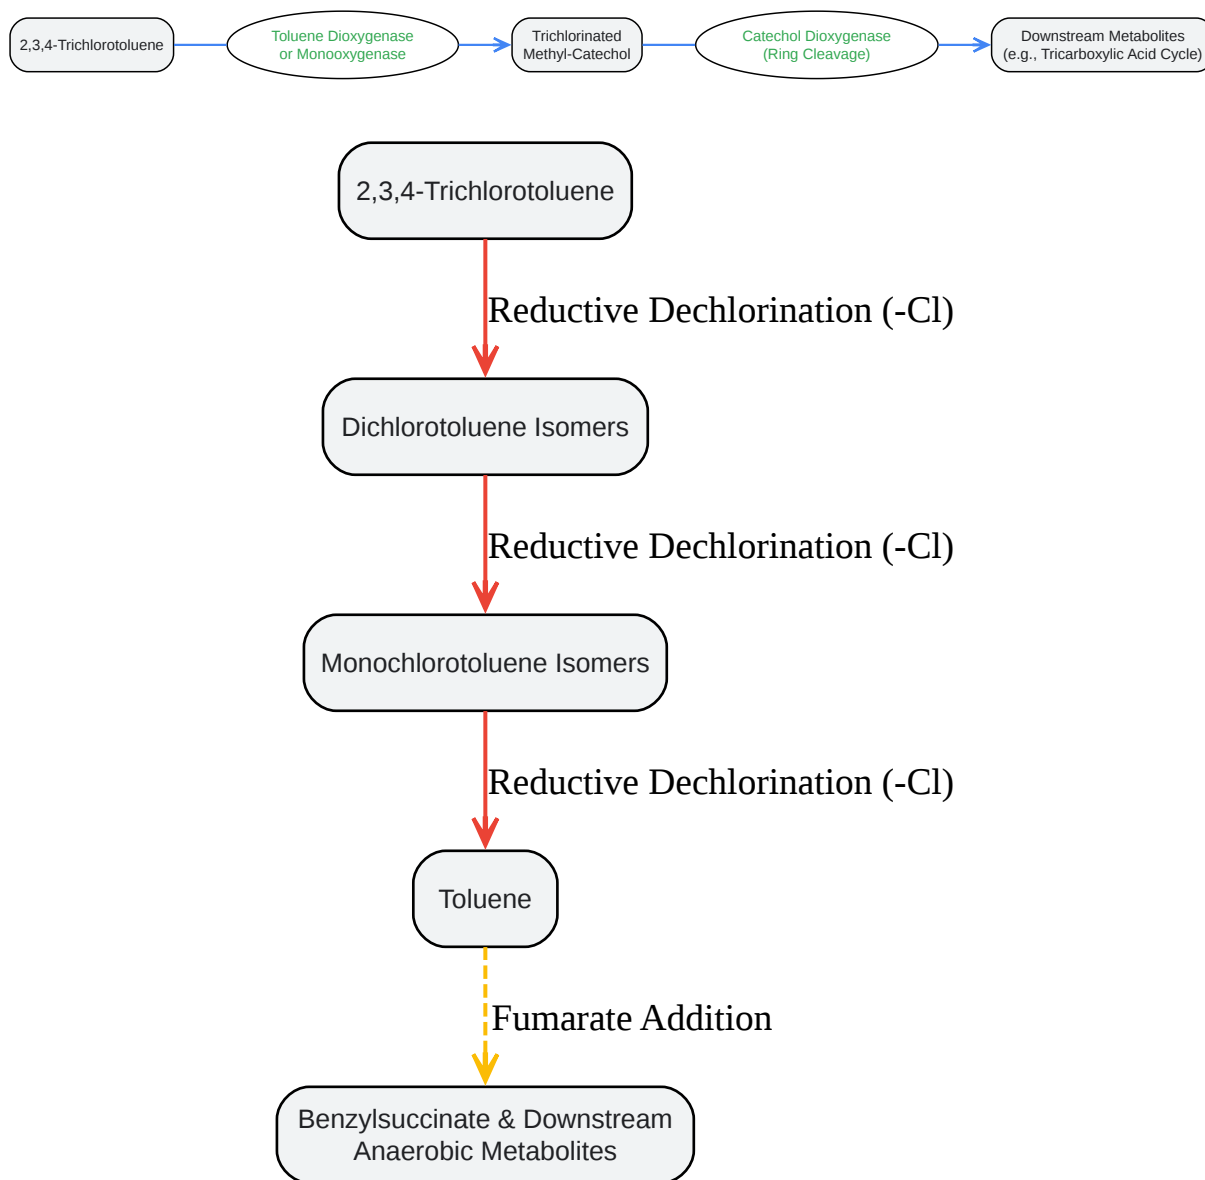 2,3,4-Trichlorotoluene
Toluene Dioxygenase
or Monooxygenase
Trichlorinated
Methyl-Catechol
Catechol Dioxygenase
(Ring Cleavage)
Downstream Metabolites
(e.g., Tricarboxylic Acid Cycle)
2,3,4-Trichlorotoluene
Reductive Dechlorination (-Cl)
Dichlorotoluene Isomers
Reductive Dechlorination (-Cl)
Monochlorotoluene Isomers
Reductive Dechlorination (-Cl)
Toluene
Fumarate Addition
Benzylsuccinate & Downstream
Anaerobic Metabolites